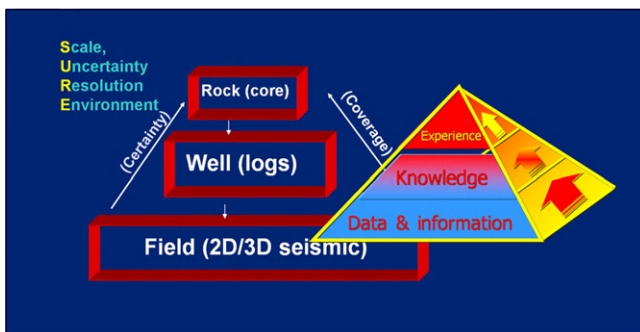 Scale,
Uncertainty
Resolution
Environment
Rock (core)
(Certainty)
(Coverage)
Well (logs)
Field (2D/3D seismic)
Experience
Knowledge
Data & information